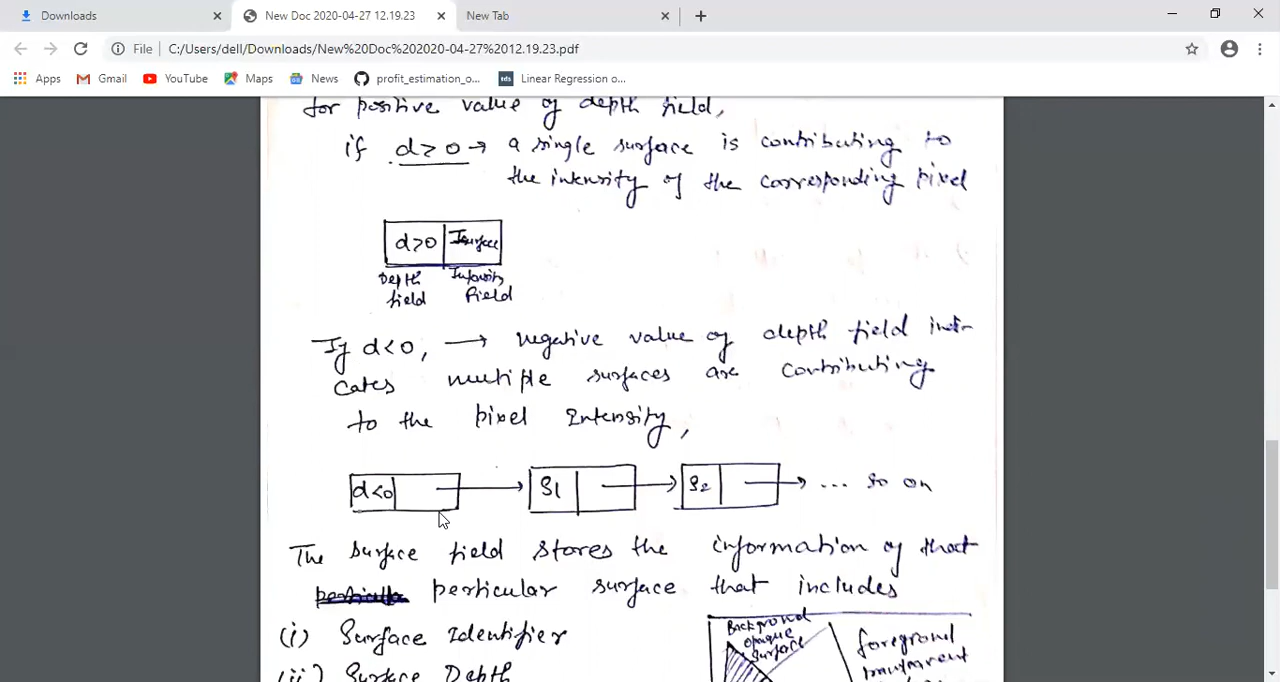 Downloads
New Doc 2020-04-27 12.19.23
New Tab
File
C:/Users/dell/Downloads/New%20Doc%202020-04-27%2012.19.23.pdf
Apps
Gmail
YouTube
Maps
News
profit_estimation_o...
tds
Linear Regression o...
for positive value of depth field,
if d≥0 → a single surface is contributing to
the intensity of the corresponding pixel
d>0 Isurface
Depth field
Intensity field
If d<0, → negative value of depth field indi-
cates multiple surfaces are contributing
to the pixel Intensity,
d<0 → S1 → S2 → ... so on
The surface field stores the information of that
perticular surface that includes
(i) Surface Identifier
(ii) Surface Depth
Background
opaque
surface
foreground